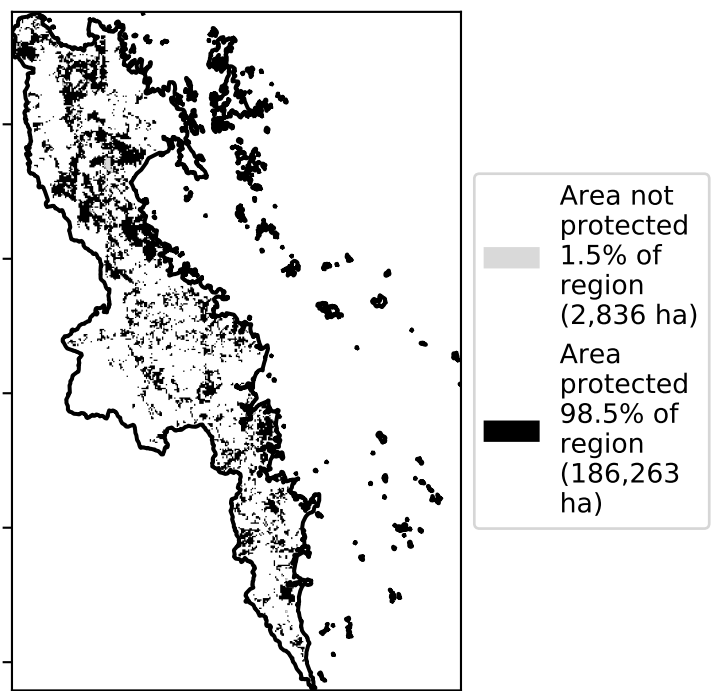 Area not
protected
1.5% of
region
(2,836 ha)
Area
protected
98.5% of
region
(186,263
ha)